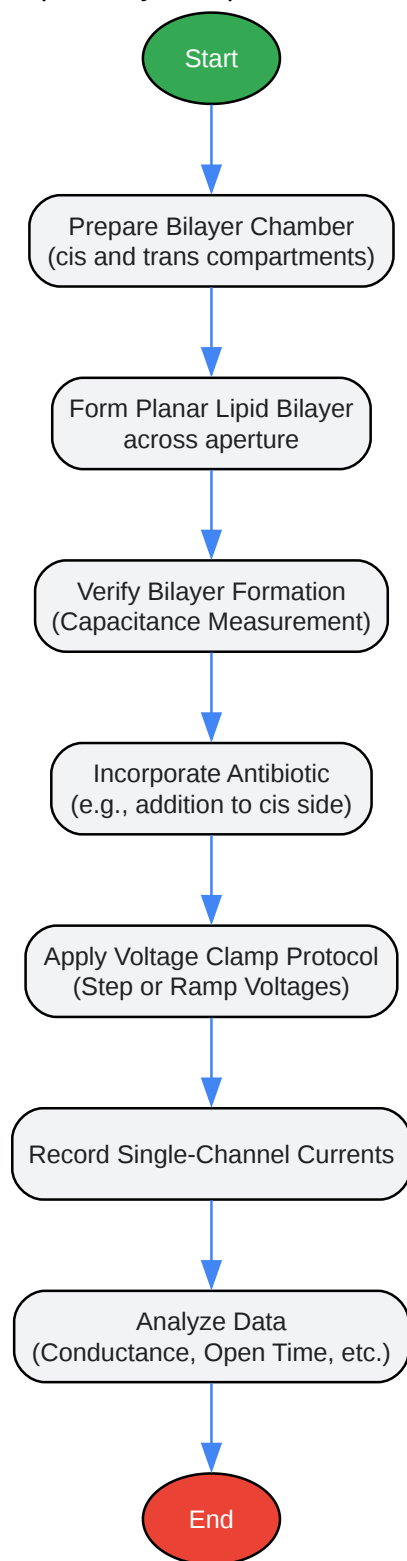 Start
Prepare Bilayer Chamber
(cis and trans compartments)
Form Planar Lipid Bilayer
across aperture
Verify Bilayer Formation
(Capacitance Measurement)
Incorporate Antibiotic
(e.g., addition to cis side)
Apply Voltage Clamp Protocol
(Step or Ramp Voltages)
Record Single-Channel Currents
Analyze Data
(Conductance, Open Time, etc.)
End